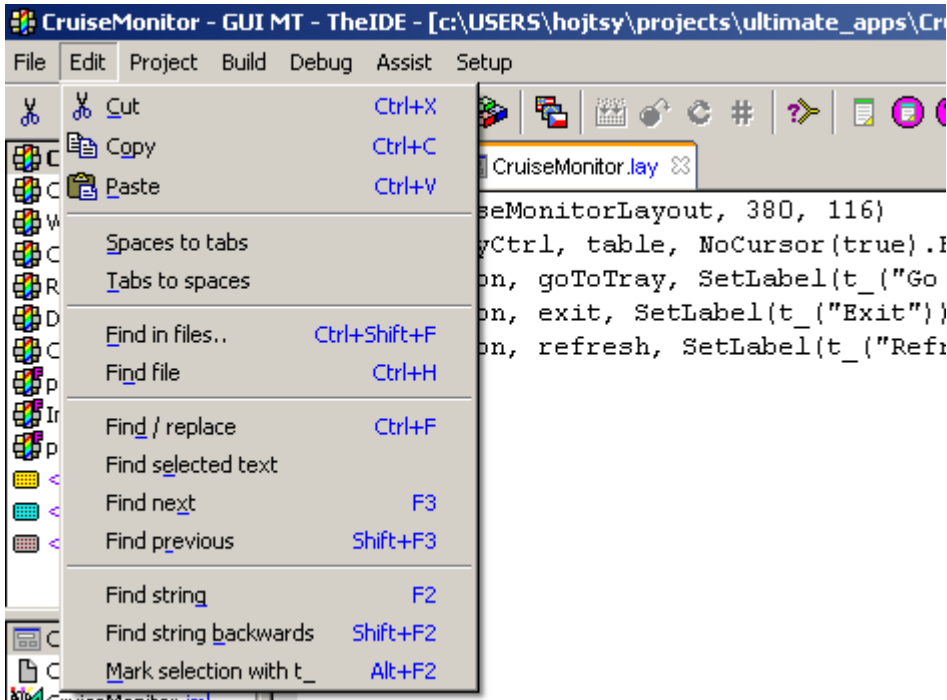 CruiseMonitor - GUI MT - TheIDE - [c:\USERS\hojtsy\projects\ultimate_apps\Cru
File Edit Project Build Debug Assist Setup
Cut Ctrl+X
Copy Ctrl+C
Paste Ctrl+V
Spaces to tabs
Tabs to spaces
Find in files.. Ctrl+Shift+F
Find file Ctrl+H
Find / replace Ctrl+F
Find selected text
Find next F3
Find previous Shift+F3
Find string F2
Find string backwards Shift+F2
Mark selection with t_ Alt+F2
CruiseMonitor.lay
seMonitorLayout, 380, 116)
yCtrl, table, NoCursor(true).
on, goToTray, SetLabel(t_("Go
on, exit, SetLabel(t_("Exit"))
on, refresh, SetLabel(t_("Refr